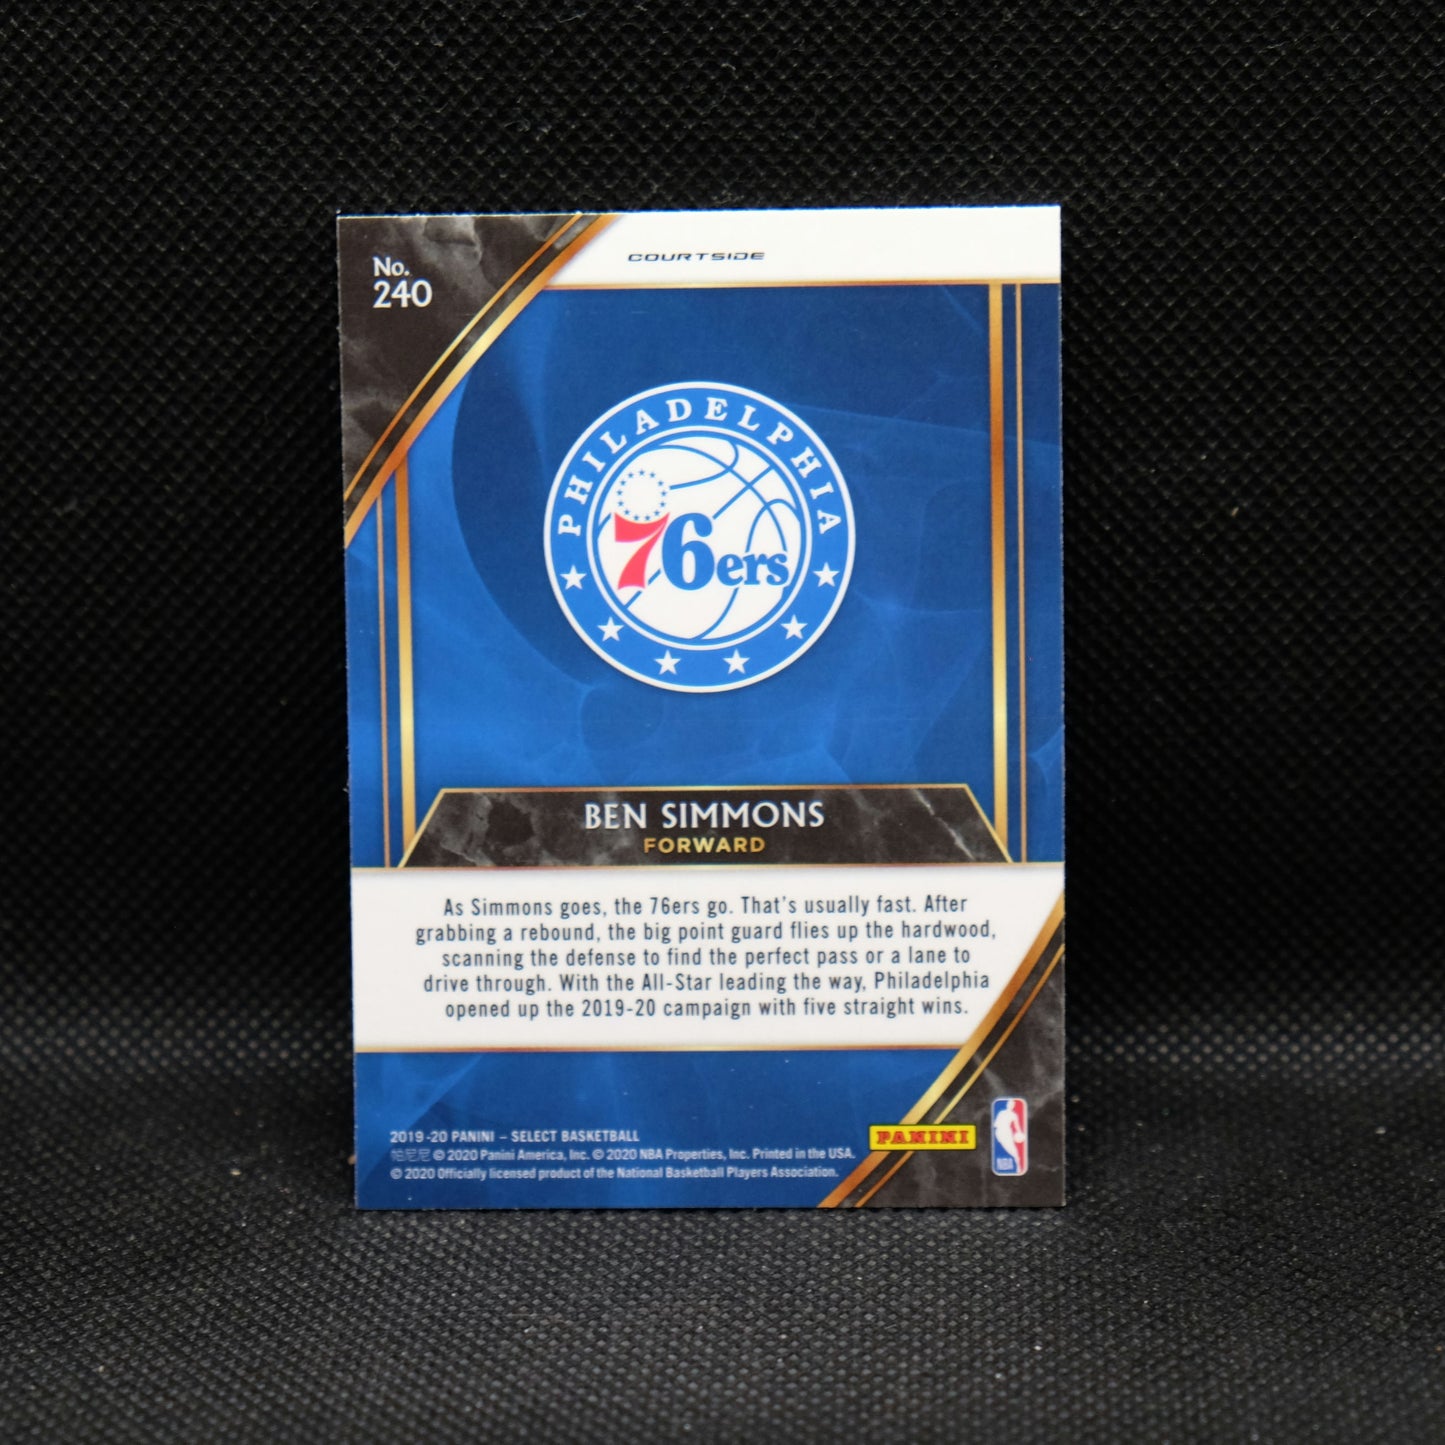 No.
240
COURTSIDE
PHILADELPHIA
76ers
BEN SIMMONS
FORWARD
As Simmons goes, the 76ers go. That's usually fast. After
grabbing a rebound, the big point guard flies up the hardwood,
scanning the defense to find the perfect pass or a lane to
drive through. With the All-Star leading the way, Philadelphia
opened up the 2019-20 campaign with five straight wins.
2019-20 PANINI – SELECT BASKETBALL
帕尼尼 © 2020 Panini America, Inc. © 2020 NBA Properties, Inc. Printed in the USA.
© 2020 Officially licensed product of the National Basketball Players Association.
PANINI
NBA